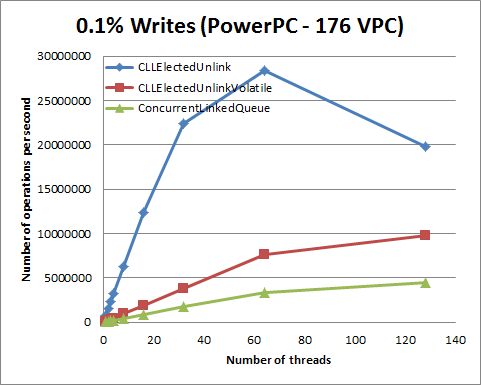 0.1% Writes (PowerPC - 176 VPC)
Number of operations per second
30000000
25000000
20000000
15000000
10000000
5000000
0
CLLElectedUnlink
CLLElectedUnlinkVolatile
ConcurrentLinkedQueue
0 20 40 60 80 100 120 140
Number of threads